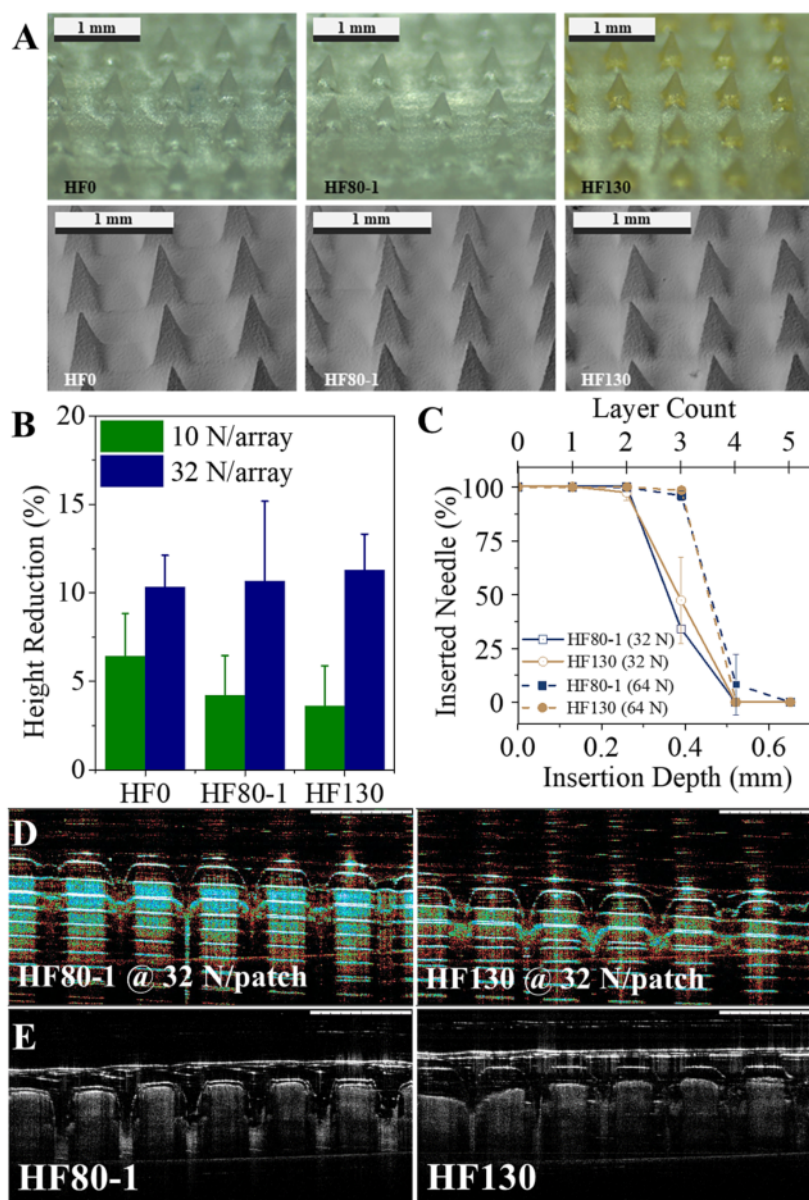 A
1 mm
1 mm
1 mm
HF0
HF80-1
HF130
1 mm
1 mm
1 mm
HF0
HF80-1
HF130
B
20
15
10
5
0
Height Reduction (%)
10 N/array
32 N/array
HF0
HF80-1
HF130
C
Layer Count
0 1 2 3 4 5
100
75
50
25
0
Inserted Needle (%)
HF80-1 (32 N)
HF130 (32 N)
HF80-1 (64 N)
HF130 (64 N)
0.0 0.2 0.4 0.6
Insertion Depth (mm)
D
HF80-1 @ 32 N/patch
HF130 @ 32 N/patch
E
HF80-1
HF130